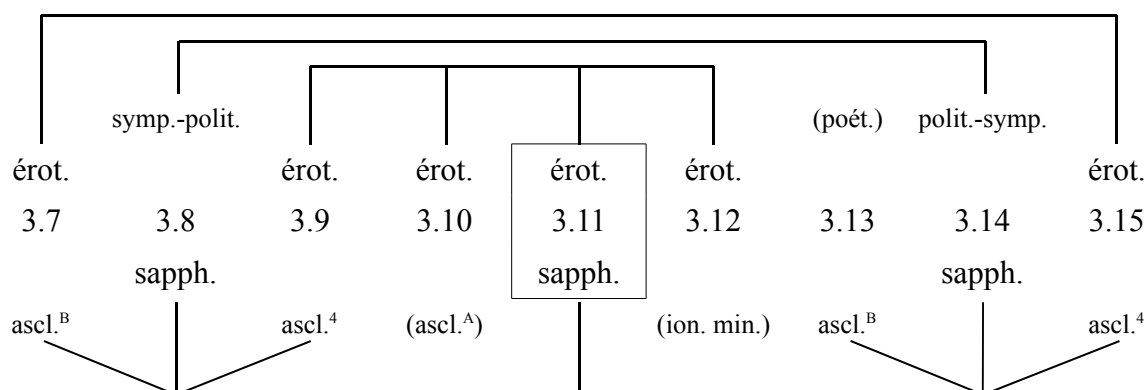 symp.-polit. (poét.) polit.-symp.
érot. érot. érot. érot. érot. érot.
3.7 3.8 3.9 3.10 3.11 3.12 3.13 3.14 3.15
sapph. sapph. sapph.
ascl.ᴮ ascl.⁴ (ascl.ᴬ) (ion. min.) ascl.ᴮ ascl.⁴